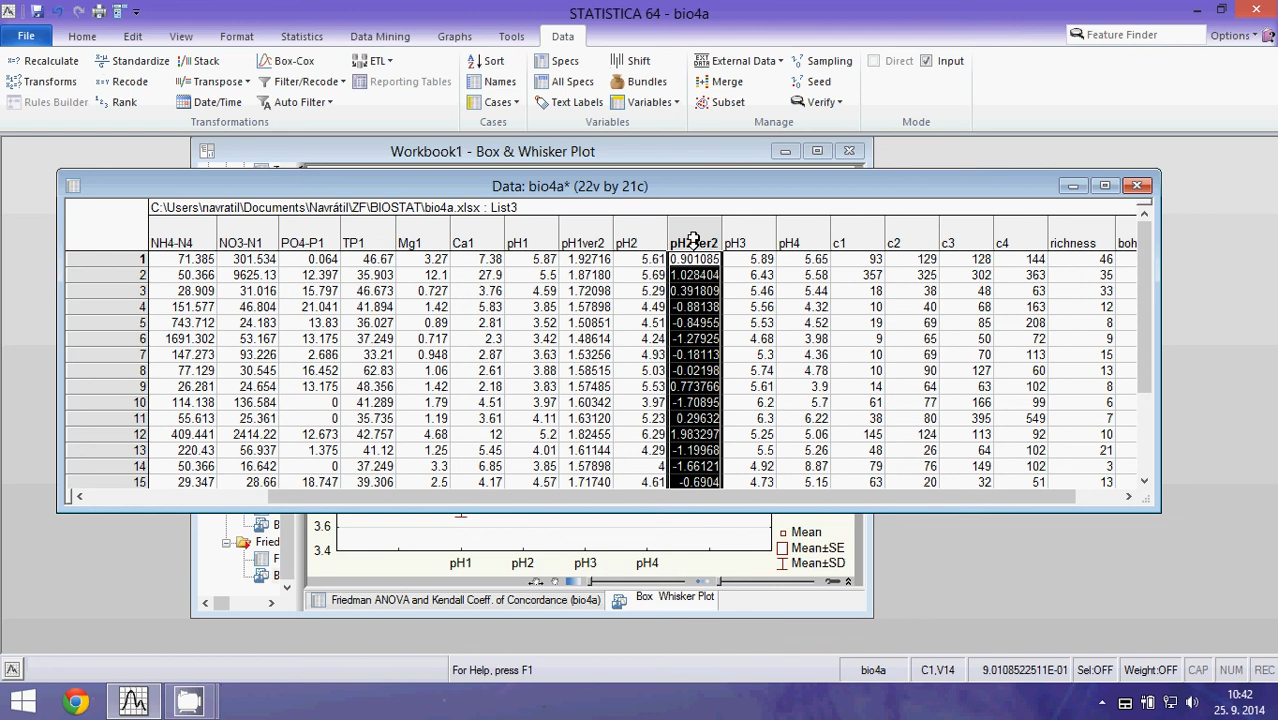 STATISTICA 64 - bio4a
File Home Edit View Format Statistics Data Mining Graphs Tools Data Feature Finder Options
Recalculate Standardize Stack Box-Cox ETL Sort Specs Shift External Data Sampling Direct Input
Transforms Recode Transpose Filter/Recode Reporting Tables Names All Specs Bundles Merge Seed
Rules Builder Rank Date/Time Auto Filter Cases Text Labels Variables Subset Verify
Transformations Cases Variables Manage Mode
Workbook1 - Box & Whisker Plot
Data: bio4a* (22v by 21c)
C:\Users\navratil\Documents\Navrátil\ZF\BIOSTAT\bio4a.xlsx : List3
NH4-N4 NO3-N1 PO4-P1 TP1 Mg1 Ca1 pH1 pH1ver2 pH2 pH3 pH4 c1 c2 c3 c4 richness boh
1 71.385 301.534 0.064 46.67 3.27 7.38 5.87 1.92716 5.61 0.901085 5.89 5.65 93 129 128 144 46
2 50.366 9625.13 12.397 35.903 12.1 27.9 5.5 1.87180 5.69 1.028404 6.43 5.58 357 325 302 363 35
3 28.909 31.016 15.797 46.673 0.727 3.76 4.59 1.72098 5.29 0.391809 5.46 5.44 18 38 48 63 33
4 151.577 46.804 21.041 41.894 1.42 5.83 3.85 1.57898 4.49 -0.88138 5.56 4.32 10 40 68 163 12
5 743.712 24.183 13.83 36.027 0.89 2.81 3.52 1.50851 4.51 -0.84955 5.53 4.52 19 69 85 208 8
6 1691.302 53.167 13.175 37.249 0.717 2.3 3.42 1.48614 4.24 -1.27925 4.68 3.98 9 65 50 72 9
7 147.273 93.226 2.686 33.21 0.948 2.87 3.63 1.53256 4.93 -0.18113 5.3 4.36 10 69 70 113 15
8 77.129 30.545 16.452 62.83 1.06 2.61 3.88 1.58515 5.03 -0.02198 5.74 4.78 10 90 127 60 13
9 26.281 24.654 13.175 48.356 1.42 2.18 3.83 1.57485 5.53 0.773766 5.61 3.9 14 64 63 102 8
10 114.138 136.584 0 41.289 1.79 4.51 3.97 1.60342 3.97 -1.70895 6.2 5.7 61 77 166 99 6
11 55.613 25.361 0 35.735 1.19 3.61 4.11 1.63120 5.23 0.29632 6.3 6.22 38 80 395 549 7
12 409.441 2414.22 12.673 42.757 4.68 12 5.2 1.82455 6.29 1.983297 5.25 5.06 145 124 113 92 10
13 220.43 56.937 1.375 41.12 1.25 5.45 4.01 1.61144 4.29 -1.19968 5.5 5.26 48 26 64 102 21
14 50.366 16.642 0 37.249 3.3 6.85 3.85 1.57898 4 -1.66121 4.92 8.87 79 76 149 102 3
15 29.347 28.66 18.747 39.306 2.5 4.17 4.57 1.71740 4.61 -0.6904 4.73 5.15 63 20 32 51 13
B
Fried
F
B
3.6
3.4
pH1 pH2 pH3 pH4
Mean
Mean±SE
Mean±SD
Friedman ANOVA and Kendall Coeff. of Concordance (bio4a) Box Whisker Plot
For Help, press F1 bio4a C1,V14 9.0108522511E-01 Sel:OFF Weight:OFF CAP NUM REC
10:42
25. 9. 2014